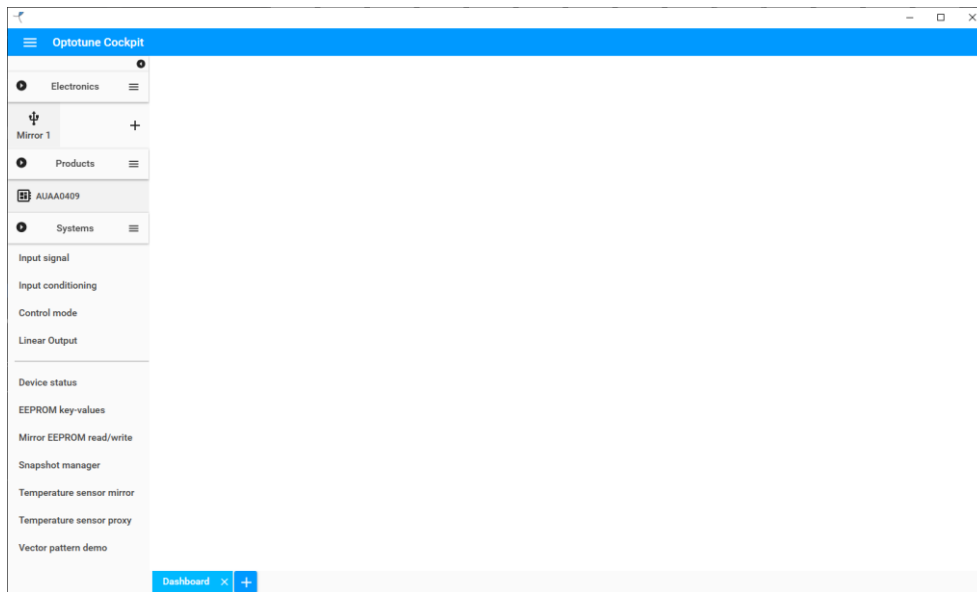 Optotune Cockpit
Electronics
Mirror 1
Products
AUAA0409
Systems
Input signal
Input conditioning
Control mode
Linear Output
Device status
EEPROM key-values
Mirror EEPROM read/write
Snapshot manager
Temperature sensor mirror
Temperature sensor proxy
Vector pattern demo
Dashboard